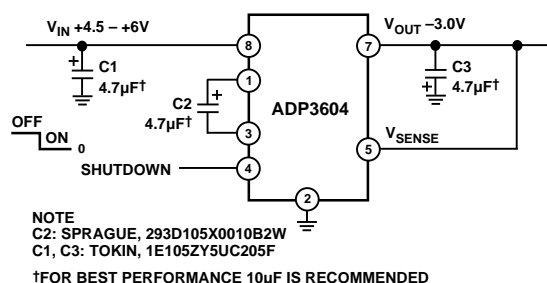 VIN +4.5 – +6V
VOUT –3.0V
8
7
+
C1
4.7µF†
1
+
C2
4.7µF†
ADP3604
C3
4.7µF†
+
OFF
ON
0
3
5
VSENSE
SHUTDOWN
4
2
NOTE
C2: SPRAGUE, 293D105X0010B2W
C1, C3: TOKIN, 1E105ZY5UC205F
†FOR BEST PERFORMANCE 10µF IS RECOMMENDED